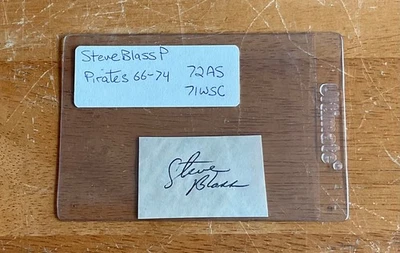 Steve Blass P
Pirates 66-74 72AS
71WSC
Steve
Blass